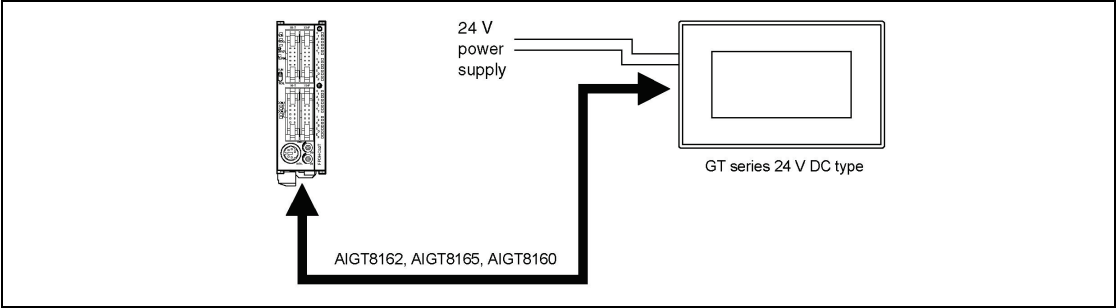 24 V
power
supply
GT series 24 V DC type
AIGT8162, AIGT8165, AIGT8160